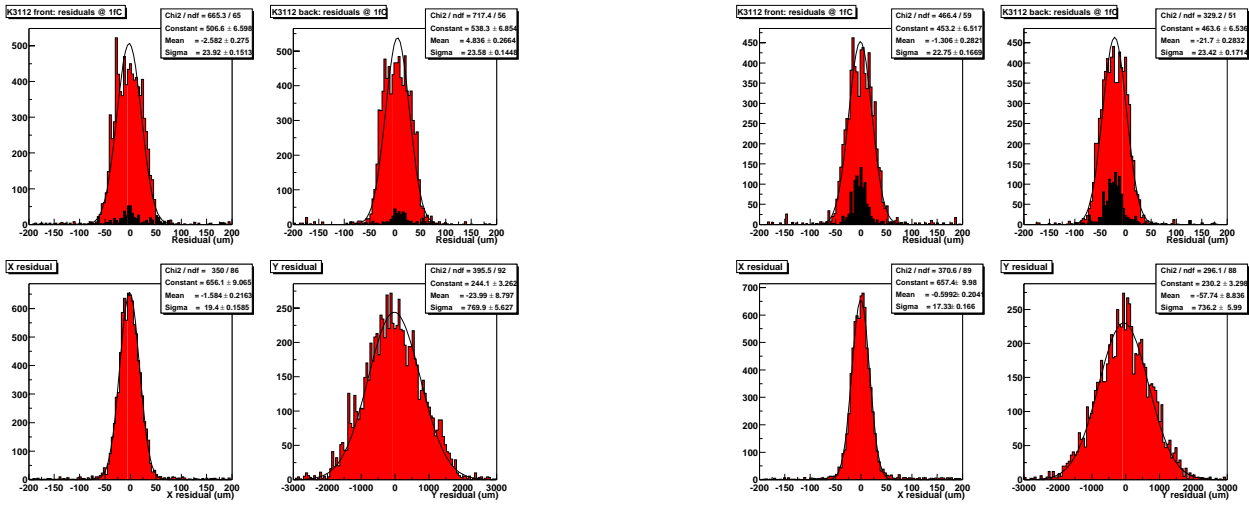 K3112 front: residuals @ 1fC
Chi2 / ndf = 665.3 / 65
Constant = 506.6 ± 6.598
Mean = -2.582 ± 0.275
Sigma = 23.92 ± 0.1513
500
400
300
200
100
0
-200 -150 -100 -50 0 50 100 150 200
Residual (um)
K3112 back: residuals @ 1fC
Chi2 / ndf = 717.4 / 56
Constant = 538.3 ± 6.854
Mean = 4.836 ± 0.2664
Sigma = 23.58 ± 0.1448
500
400
300
200
100
0
-200 -150 -100 -50 0 50 100 150 200
Residual (um)
K3112 front: residuals @ 1fC
Chi2 / ndf = 466.4 / 59
Constant = 453.2 ± 6.517
Mean = -1.306 ± 0.2821
Sigma = 22.75 ± 0.1669
450
400
350
300
250
200
150
100
50
0
-200 -150 -100 -50 0 50 100 150 200
Residual (um)
K3112 back: residuals @ 1fC
Chi2 / ndf = 329.2 / 51
Constant = 463.6 ± 6.536
Mean = -21.7 ± 0.2832
Sigma = 23.42 ± 0.1714
450
400
350
300
250
200
150
100
50
0
-200 -150 -100 -50 0 50 100 150 200
Residual (um)
X residual
Chi2 / ndf = 350 / 86
Constant = 656.1 ± 9.065
Mean = -1.584 ± 0.2163
Sigma = 19.4 ± 0.1585
600
500
400
300
200
100
0
-200 -150 -100 -50 0 50 100 150 200
X residual (um)
Y residual
Chi2 / ndf = 395.5 / 92
Constant = 244.1 ± 3.262
Mean = -23.99 ± 8.797
Sigma = 769.9 ± 5.627
250
200
150
100
50
0
-3000 -2000 -1000 0 1000 2000 3000
Y residual (um)
X residual
Chi2 / ndf = 370.6 / 89
Constant = 657.4 ± 9.98
Mean = -0.5992 ± 0.2041
Sigma = 17.33 ± 0.166
700
600
500
400
300
200
100
0
-200 -150 -100 -50 0 50 100 150 200
X residual (um)
Y residual
Chi2 / ndf = 296.1 / 88
Constant = 230.2 ± 3.298
Mean = -57.74 ± 8.836
Sigma = 736.2 ± 5.99
250
200
150
100
50
0
-3000 -2000 -1000 0 1000 2000 3000
Y residual (um)